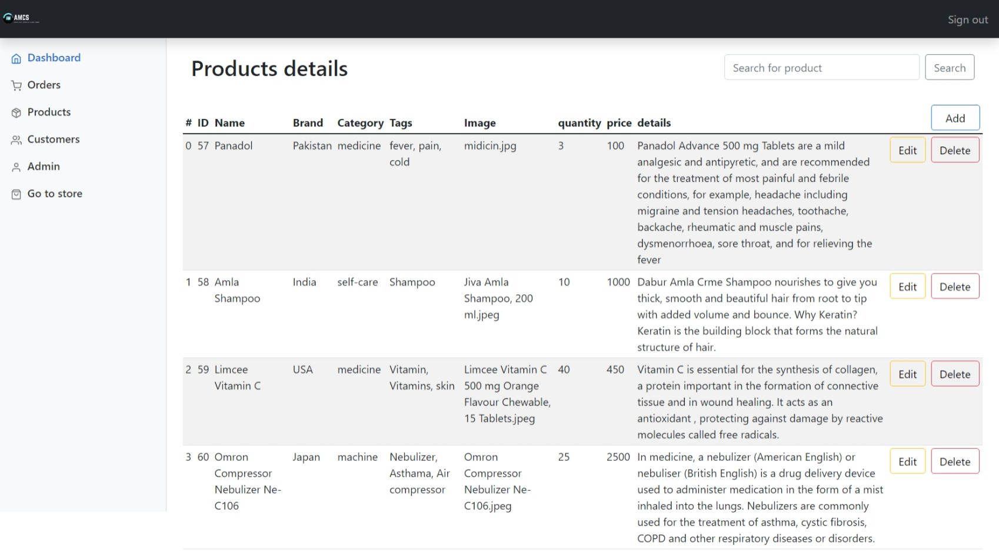 AMCS
Sign out
Dashboard
Orders
Products
Customers
Admin
Go to store
Products details
Search for product
Search
Add
# ID Name Brand Category Tags Image quantity price details
0 57 Panadol Pakistan medicine fever, pain, midicin.jpg 3 100 Panadol Advance 500 mg Tablets are a mild Edit Delete
cold analgesic and antipyretic, and are recommended
for the treatment of most painful and febrile
conditions, for example, headache including
migraine and tension headaches, toothache,
backache, rheumatic and muscle pains,
dysmenorrhoea, sore throat, and for relieving the
fever
1 58 Amla India self-care Shampoo Jiva Amla 10 1000 Dabur Amla Crme Shampoo nourishes to give you Edit Delete
Shampoo Shampoo, 200 thick, smooth and beautiful hair from root to tip
ml.jpeg with added volume and bounce. Why Keratin?
Keratin is the building block that forms the natural
structure of hair.
2 59 Limcee USA medicine Vitamin, Limcee Vitamin C 40 450 Vitamin C is essential for the synthesis of collagen, Edit Delete
Vitamin C Vitamins, skin 500 mg Orange a protein important in the formation of connective
Flavour Chewable, tissue and in wound healing. It acts as an
15 Tablets.jpeg antioxidant , protecting against damage by reactive
molecules called free radicals.
3 60 Omron Japan machine Nebulizer, Omron 25 2500 In medicine, a nebulizer (American English) or Edit Delete
Compressor Asthama, Air Compressor nebuliser (British English) is a drug delivery device
Nebulizer Ne- compressor Nebulizer Ne- used to administer medication in the form of a mist
C106 C106.jpeg inhaled into the lungs. Nebulizers are commonly
used for the treatment of asthma, cystic fibrosis,
COPD and other respiratory diseases or disorders.